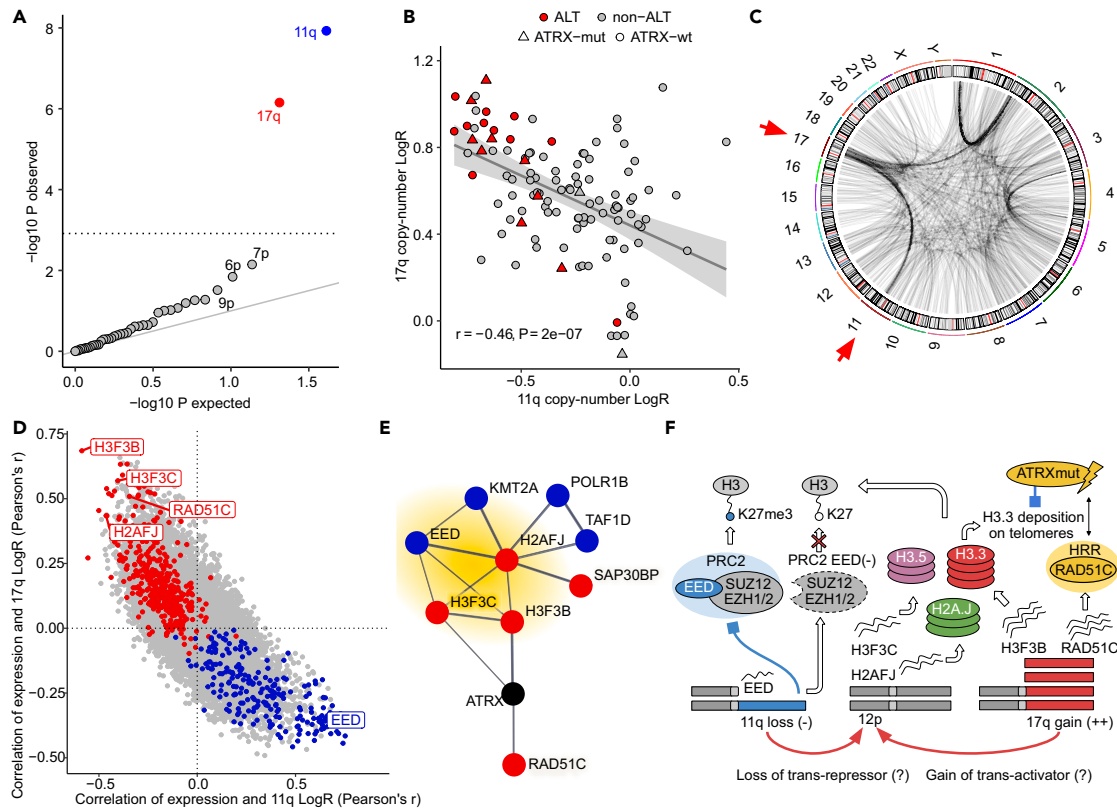 A
8
6
4
2
0
−log10 P observed
11q
17q
7p
6p
9p
0.0
0.5
1.0
1.5
−log10 P expected
B
ALT
non-ALT
ATRX-mut
ATRX-wt
1.2
0.8
0.4
0.0
17q copy-number LogR
r = −0.46, P= 2e−07
−0.5
0.0
0.5
11q copy-number LogR
C
1
2
3
4
5
6
7
8
9
10
11
12
13
14
15
16
17
18
19
20
21
22
X
Y
D
0.75
0.50
0.25
0.00
−0.25
−0.50
Correlation of expression and 17q LogR (Pearson's r)
H3F3B
H3F3C
RAD51C
H2AFJ
EED
−0.5
0.0
0.5
Correlation of expression and 11q LogR (Pearson's r)
E
KMT2A
POLR1B
EED
H2AFJ
TAF1D
SAP30BP
H3F3C
H3F3B
ATRX
RAD51C
F
H3
H3
K27me3
K27
ATRXmut
H3.3 deposition
on telomeres
PRC2
PRC2 EED(-)
EED
SUZ12
EZH1/2
SUZ12
EZH1/2
H3.5
H3.3
HRR
RAD51C
H2A.J
H3F3C
H2AFJ
H3F3B
RAD51C
EED
11q loss (-)
12p
17q gain (++)
Loss of trans-repressor (?)
Gain of trans-activator (?)